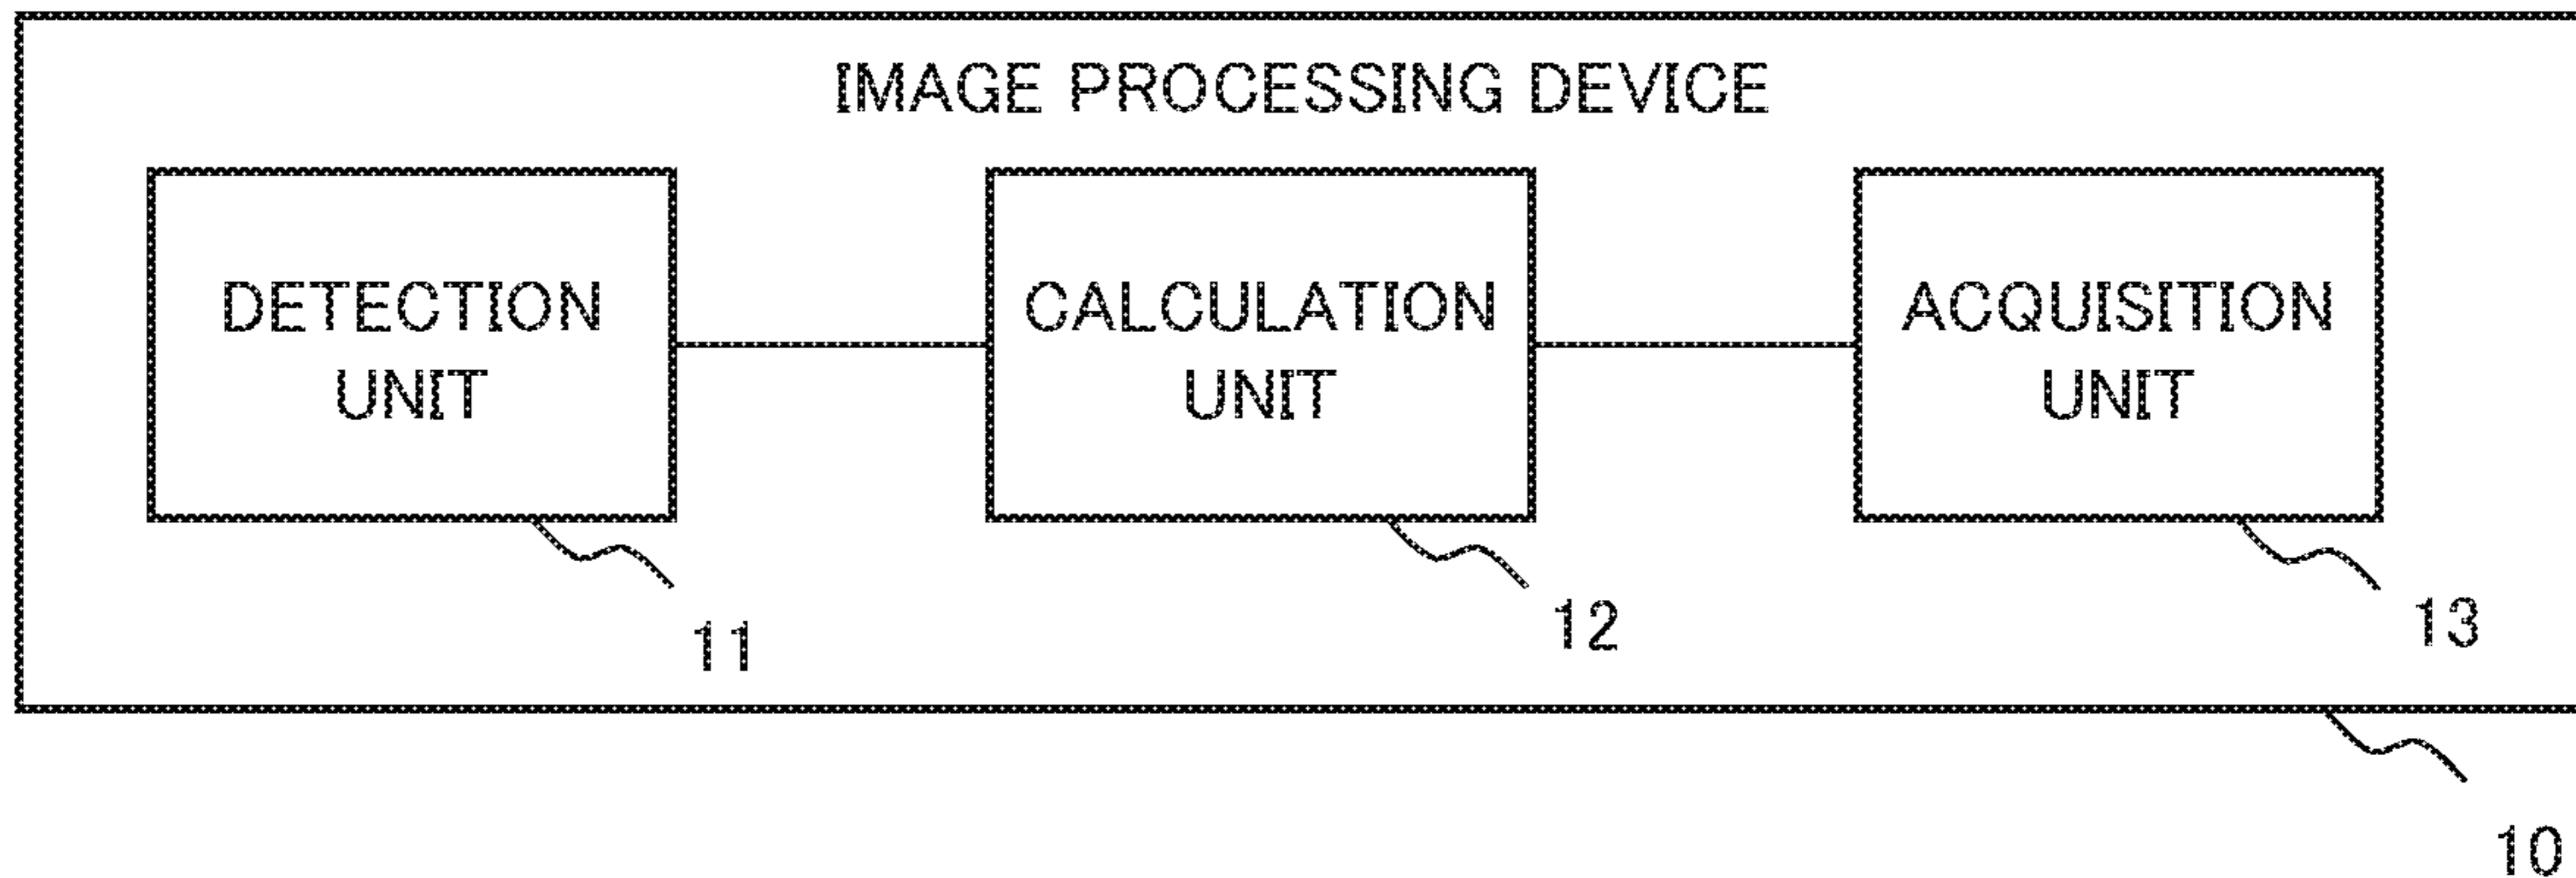 IMAGE PROCESSING DEVICE
DETECTION
UNIT
CALCULATION
UNIT
ACQUISITION
UNIT
11
12
13
10